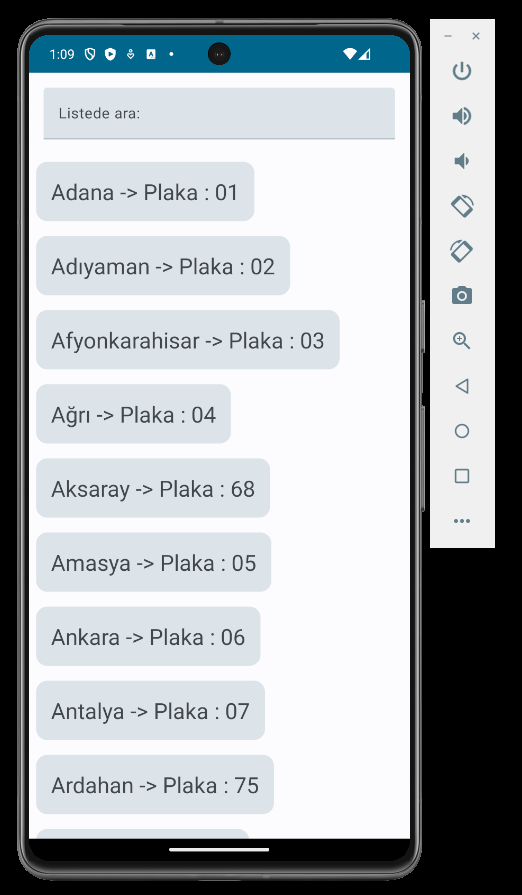 1:09
Listede ara:
Adana -> Plaka : 01
Adıyaman -> Plaka : 02
Afyonkarahisar -> Plaka : 03
Ağrı -> Plaka : 04
Aksaray -> Plaka : 68
Amasya -> Plaka : 05
Ankara -> Plaka : 06
Antalya -> Plaka : 07
Ardahan -> Plaka : 75